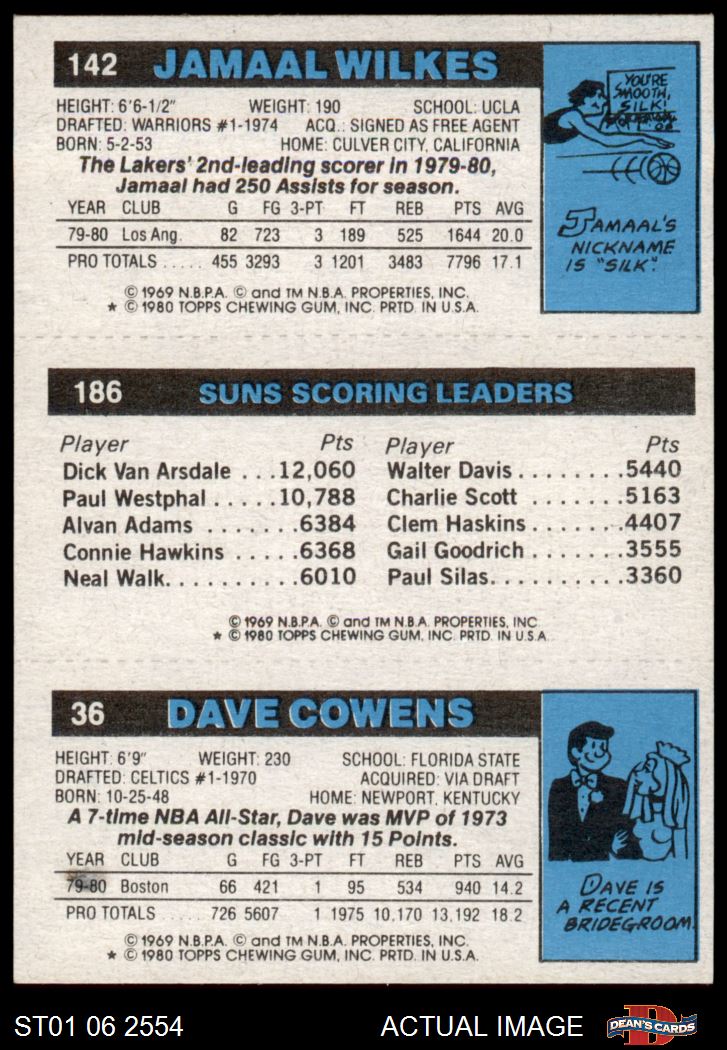 142 JAMAAL WILKES
HEIGHT: 6'6-1/2" WEIGHT: 190 SCHOOL: UCLA
DRAFTED: WARRIORS #1-1974 ACQ.: SIGNED AS FREE AGENT
BORN: 5-2-53 HOME: CULVER CITY, CALIFORNIA
The Lakers' 2nd-leading scorer in 1979-80,
Jamaal had 250 Assists for season.
YEAR CLUB G FG 3-PT FT REB PTS AVG
79-80 Los Ang. 82 723 3 189 525 1644 20.0
PRO TOTALS ..... 455 3293 3 1201 3483 7796 17.1
© 1969 N.B.P.A. © and TM N.B.A. PROPERTIES, INC.
★ © 1980 TOPPS CHEWING GUM, INC. PRTD. IN U.S.A.
YOU'RE
SMOOTH,
SILK!
JAMAAL'S
NICKNAME
IS "SILK".
186 SUNS SCORING LEADERS
Player Pts Player Pts
Dick Van Arsdale ...12,060 Walter Davis ........5440
Paul Westphal .....10,788 Charlie Scott .......5163
Alvan Adams .......6384 Clem Haskins .......4407
Connie Hawkins .....6368 Gail Goodrich .......3555
Neal Walk..........6010 Paul Silas..........3360
© 1969 N.B.P.A. © and TM N.B.A. PROPERTIES, INC
★ © 1980 TOPPS CHEWING GUM, INC. PRTD. IN U.S.A.
36 DAVE COWENS
HEIGHT: 6'9" WEIGHT: 230 SCHOOL: FLORIDA STATE
DRAFTED: CELTICS #1-1970 ACQUIRED: VIA DRAFT
BORN: 10-25-48 HOME: NEWPORT, KENTUCKY
A 7-time NBA All-Star, Dave was MVP of 1973
mid-season classic with 15 Points.
YEAR CLUB G FG 3-PT FT REB PTS AVG
79-80 Boston 66 421 1 95 534 940 14.2
PRO TOTALS .... 726 5607 1 1975 10,170 13,192 18.2
© 1969 N.B.P.A. © and TM N.B.A. PROPERTIES, INC.
★ © 1980 TOPPS CHEWING GUM, INC. PRTD. IN U.S.A.
DAVE IS
A RECENT
BRIDEGROOM.
ST01 06 2554 ACTUAL IMAGE
D
DEAN'S CARDS